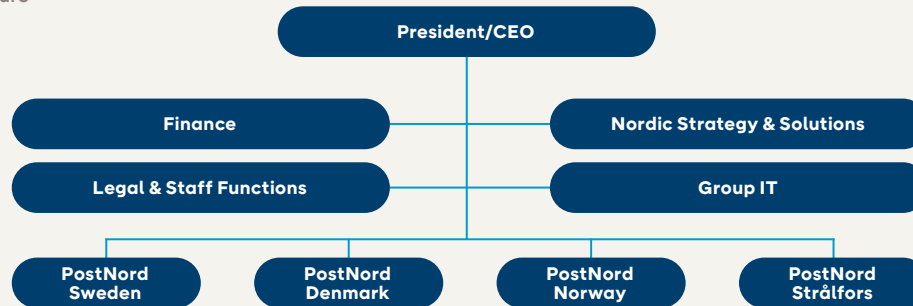 President/CEO
Finance
Nordic Strategy & Solutions
Legal & Staff Functions
Group IT
PostNord
Sweden
PostNord
Denmark
PostNord
Norway
PostNord
Strålfors